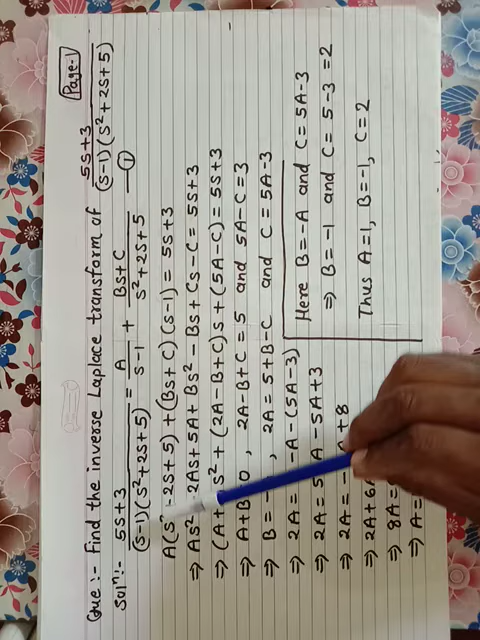 Page-1
Que :- Find the inverse Laplace transform of 5S+3 / (S-1)(S²+2S+5)
Solⁿ:- 5S+3 / (S-1)(S²+2S+5) = A / S-1 + BS+C / S²+2S+5 —①
A(S² -2S+5) + (BS+C)(S-1) = 5S+3
⇒ AS² -2AS+5A+BS²-BS+CS-C = 5S+3
⇒ (A+ S²+(2A-B+C)S+(5A-C) = 5S+3
⇒ A+B 0, 2A-B+C = 5 and 5A-C = 3
⇒ B = - , 2A = 5+B-C and C = 5A-3
⇒ 2A = -A-(5A-3)
⇒ 2A = 5 A-5A+3
⇒ 2A = - +8
⇒ 2A+6A
⇒ 8A =
⇒ A =
Here B=-A and C=5A-3
⇒ B=-1 and C=5-3=2
Thus A=1, B=-1, C=2